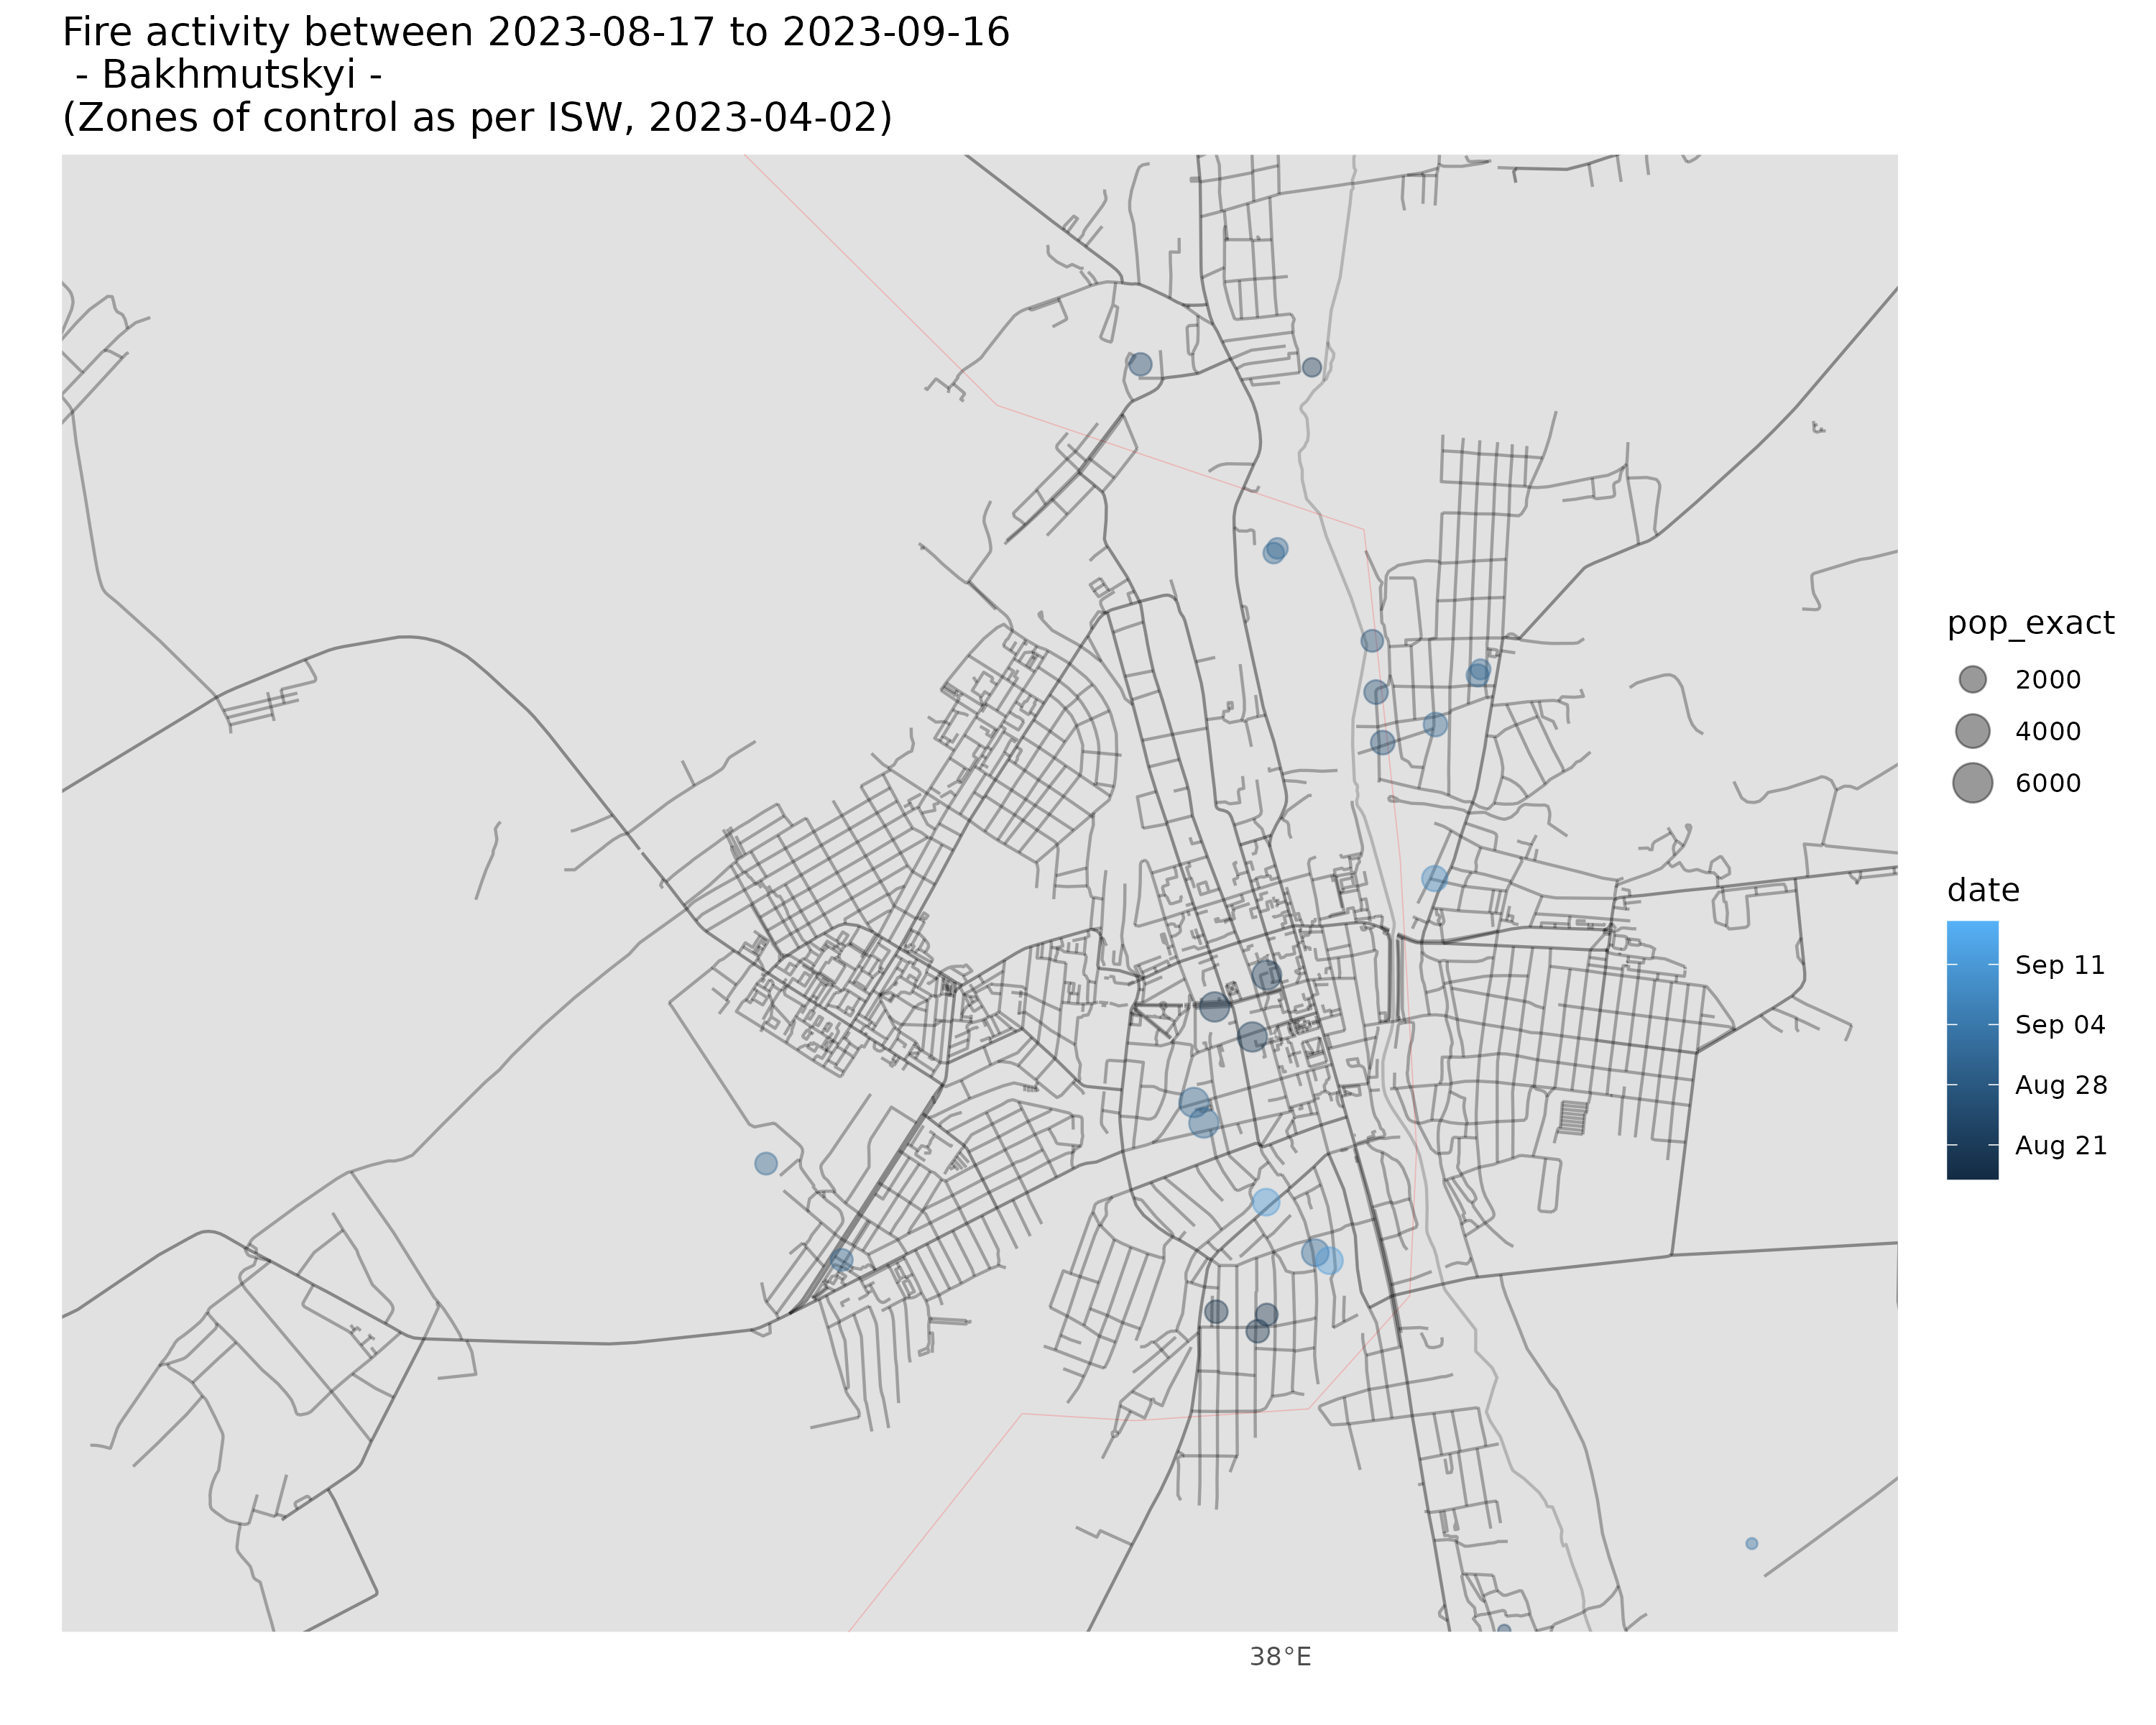 Fire activity between 2023-08-17 to 2023-09-16
- Bakhmutskyi -
(Zones of control as per ISW, 2023-04-02)
pop_exact
2000
4000
6000
date
Sep 11
Sep 04
Aug 28
Aug 21
38°E